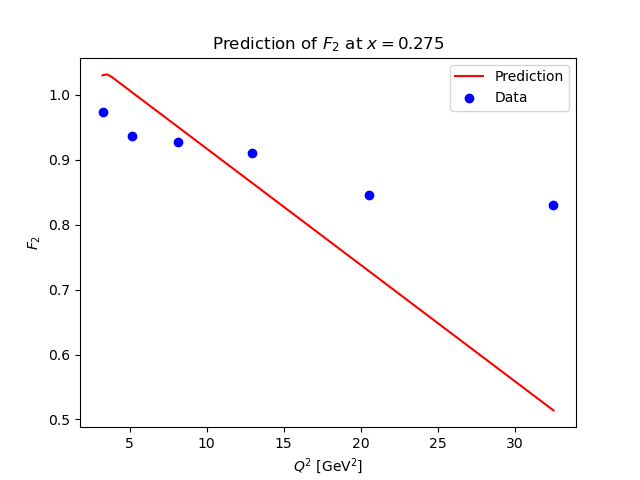 Prediction of $F_2$ at $x = 0.275$
Prediction
Data
1.0
0.9
0.8
0.7
0.6
0.5
$F_2$
5 10 15 20 25 30
$Q^2$ [GeV$^2$]